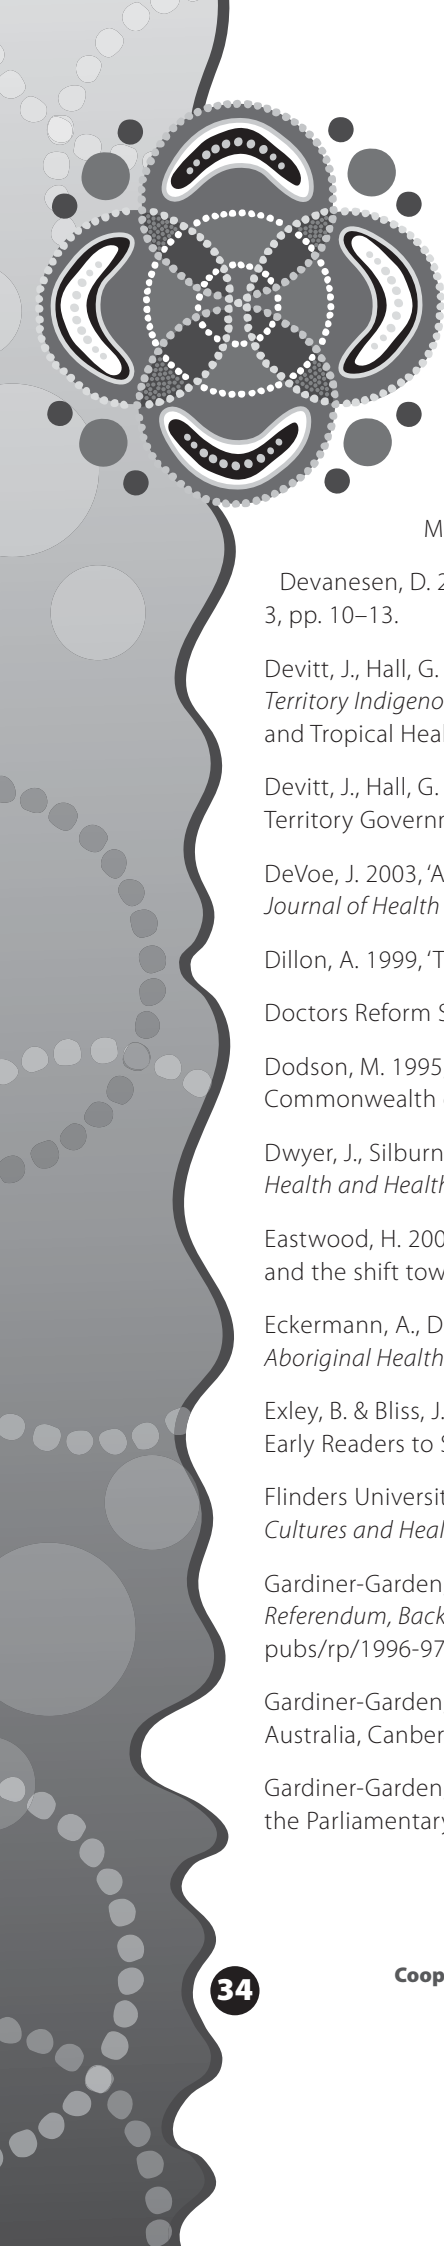 M
Devanesen, D. 2
3, pp. 10–13.
Devitt, J., Hall, G.
Territory Indigeno
and Tropical Heal
Devitt, J., Hall, G.
Territory Governm
DeVoe, J. 2003, ‘A
Journal of Health
Dillon, A. 1999, ‘T
Doctors Reform S
Dodson, M. 1995
Commonwealth
Dwyer, J., Silburn
Health and Health
Eastwood, H. 200
and the shift tow
Eckermann, A., D
Aboriginal Health
Exley, B. & Bliss, J.
Early Readers to S
Flinders Universit
Cultures and Heal
Gardiner-Garden
Referendum, Back
pubs/rp/1996-97
Gardiner-Garden
Australia, Canber
Gardiner-Garden
the Parliamentary
34
Coop